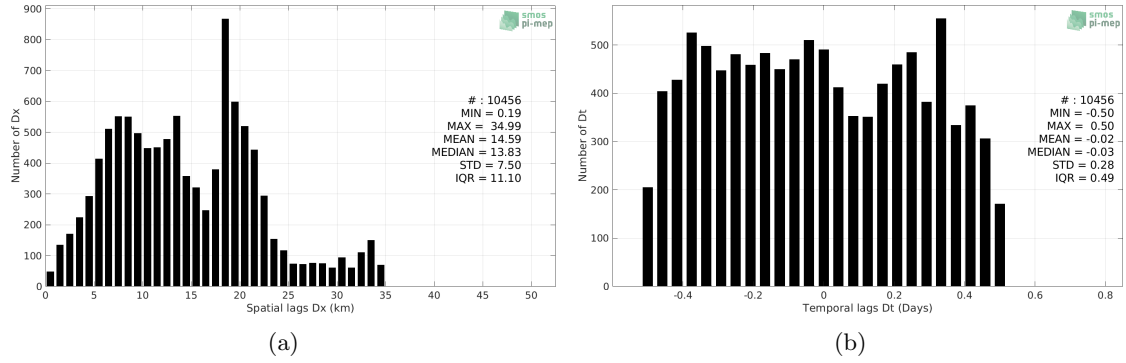 900
800
700
600
500
400
300
200
100
0
Number of Dx
0 5 10 15 20 25 30 35 40 45 50
Spatial lags Dx (km)
smos
pi-mep
# : 10456
MIN = 0.19
MAX = 34.99
MEAN = 14.59
MEDIAN = 13.83
STD = 7.50
IQR = 11.10
(a)
500
400
300
200
100
0
Number of Dt
-0.4 -0.2 0 0.2 0.4 0.6 0.8
Temporal lags Dt (Days)
smos
pi-mep
# : 10456
MIN = -0.50
MAX = 0.50
MEAN = -0.02
MEDIAN = -0.03
STD = 0.28
IQR = 0.49
(b)